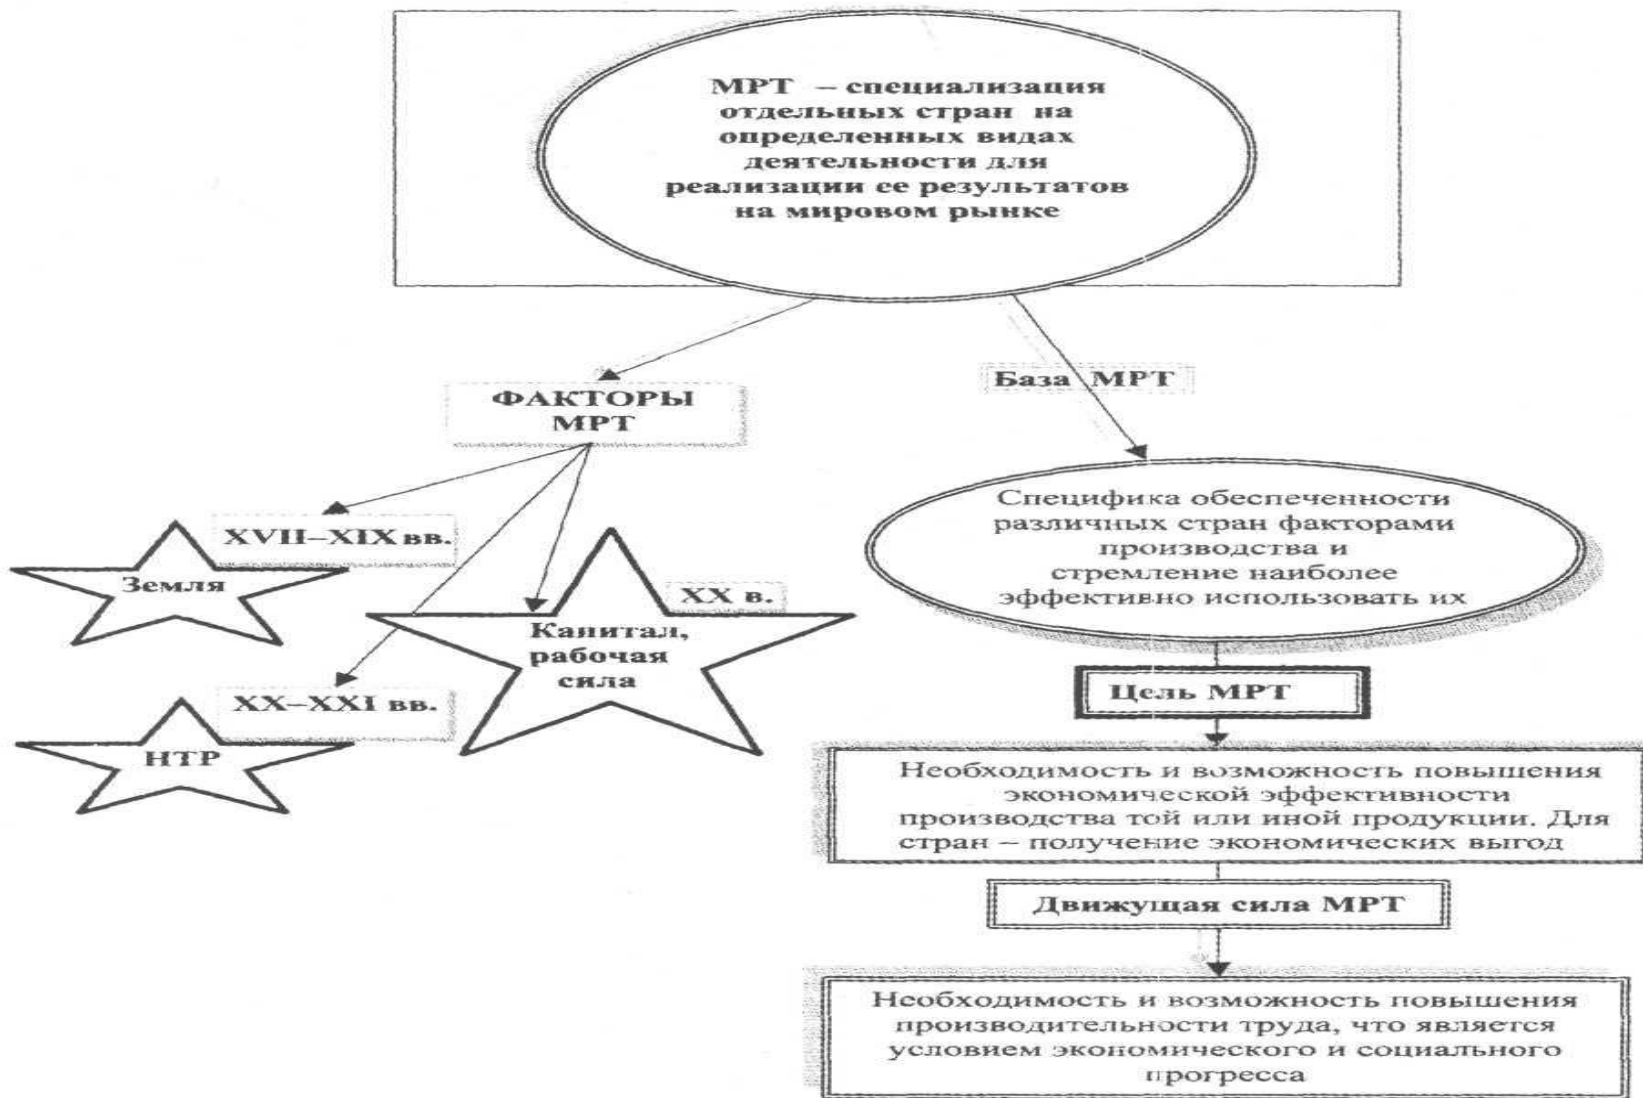 МРТ – специализация
отдельных стран на
определенных видах
деятельности для
реализации ее результатов
на мировом рынке
ФАКТОРЫ
МРТ
База МРТ
XVII–XIX вв.
Земля
XX в.
Капитал,
рабочая
сила
XX–XXI вв.
НТР
Специфика обеспеченности
различных стран факторами
производства и
стремление наиболее
эффективно использовать их
Цель МРТ
Необходимость и возможность повышения
экономической эффективности
производства той или иной продукции. Для
стран – получение экономических выгод
Движущая сила МРТ
Необходимость и возможность повышения
производительности труда, что является
условием экономического и социального
прогресса